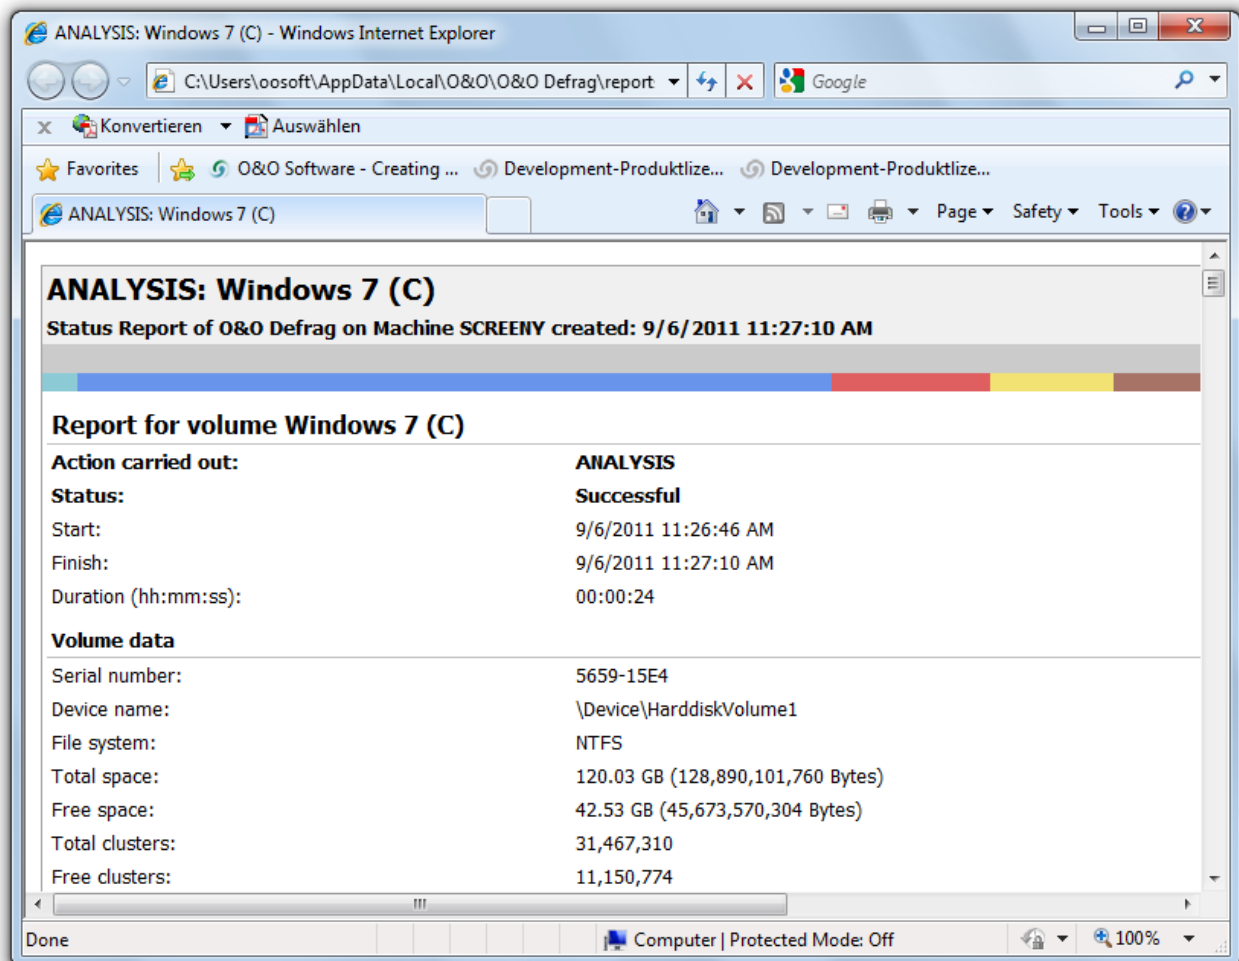 ANALYSIS: Windows 7 (C) - Windows Internet Explorer
C:\Users\oosoft\AppData\Local\O&O\O&O Defrag\report
Google
x Konvertieren Auswählen
Favorites O&O Software - Creating ... Development-Produktlize... Development-Produktlize...
ANALYSIS: Windows 7 (C) Page Safety Tools
ANALYSIS: Windows 7 (C)
Status Report of O&O Defrag on Machine SCREENY created: 9/6/2011 11:27:10 AM
Report for volume Windows 7 (C)
Action carried out: ANALYSIS
Status: Successful
Start: 9/6/2011 11:26:46 AM
Finish: 9/6/2011 11:27:10 AM
Duration (hh:mm:ss): 00:00:24
Volume data
Serial number: 5659-15E4
Device name: \Device\HarddiskVolume1
File system: NTFS
Total space: 120.03 GB (128,890,101,760 Bytes)
Free space: 42.53 GB (45,673,570,304 Bytes)
Total clusters: 31,467,310
Free clusters: 11,150,774
Done Computer | Protected Mode: Off 100%